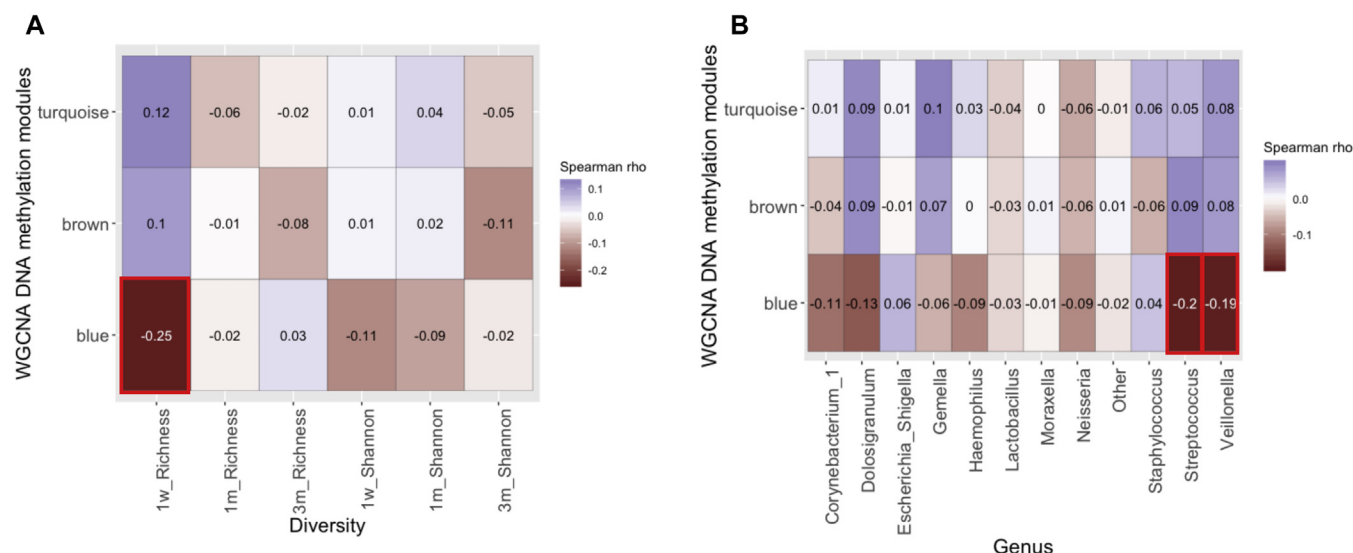 A
WGCNA DNA methylation modules
turquoise
0.12 -0.06 -0.02 0.01 0.04 -0.05
brown
0.1 -0.01 -0.08 0.01 0.02 -0.11
blue
-0.25 -0.02 0.03 -0.11 -0.09 -0.02
1w_Richness
1m_Richness
3m_Richness
1w_Shannon
1m_Shannon
3m_Shannon
Diversity
Spearman rho
0.1
0.0
-0.1
-0.2
B
WGCNA DNA methylation modules
turquoise
0.01 0.09 0.01 0.1 0.03 -0.04 0 -0.06 -0.01 0.06 0.05 0.08
brown
-0.04 0.09 -0.01 0.07 0 -0.03 0.01 -0.06 0.01 -0.06 0.09 0.08
blue
-0.11 -0.13 0.06 -0.06 -0.09 -0.03 -0.01 -0.09 -0.02 0.04 -0.2 -0.19
Corynebacterium_1
Dolosigranulum
Escherichia_Shigella
Gemella
Haemophilus
Lactobacillus
Moraxella
Neisseria
Other
Staphylococcus
Streptococcus
Veillonella
Genus
Spearman rho
0.0
-0.1